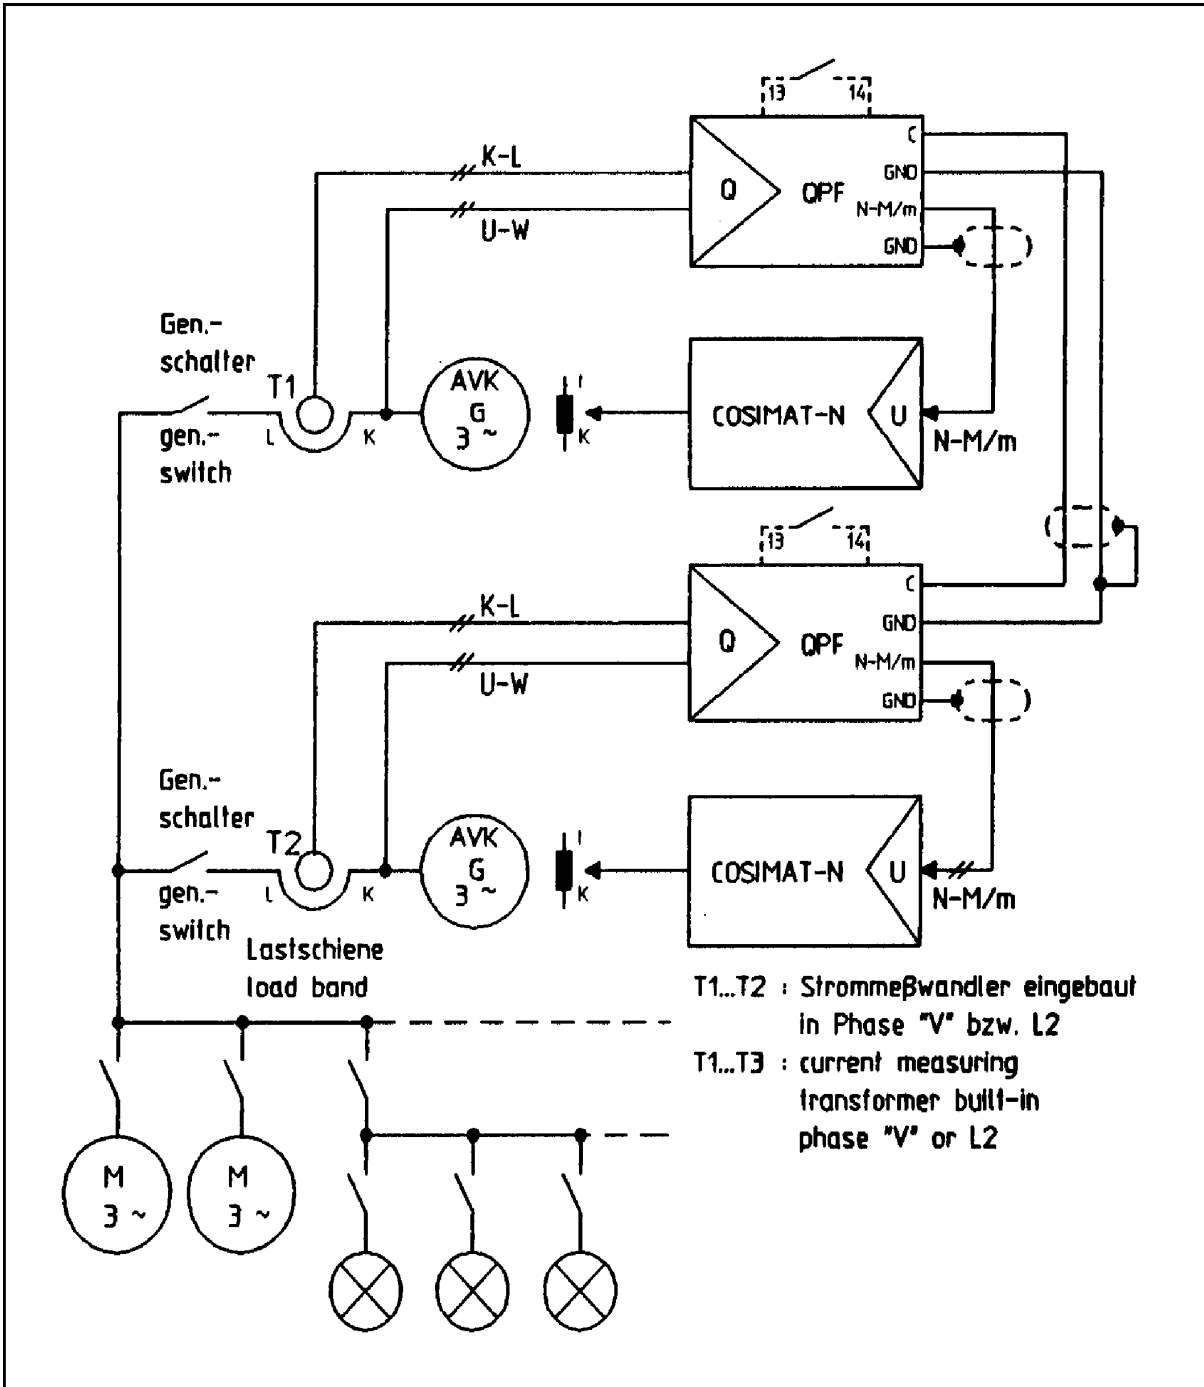 13 14
C
K-L
GND
Q QPF
N-M/m
U-W
GND
Gen.-
schalter
T1
AVK
G
3 ~
I
K
COSIMAT-N U
L K
gen.-
switch
N-M/m
13 14
C
K-L
GND
Q QPF
N-M/m
U-W
GND
Gen.-
schalter
T2
AVK
G
3 ~
I
K
COSIMAT-N U
L K
gen.-
switch
N-M/m
Lastschiene
load band
T1...T2 : Strommeßwandler eingebaut
in Phase "V" bzw. L2
T1...T3 : current measuring
transformer built-in
phase "V" or L2
M
3 ~
M
3 ~